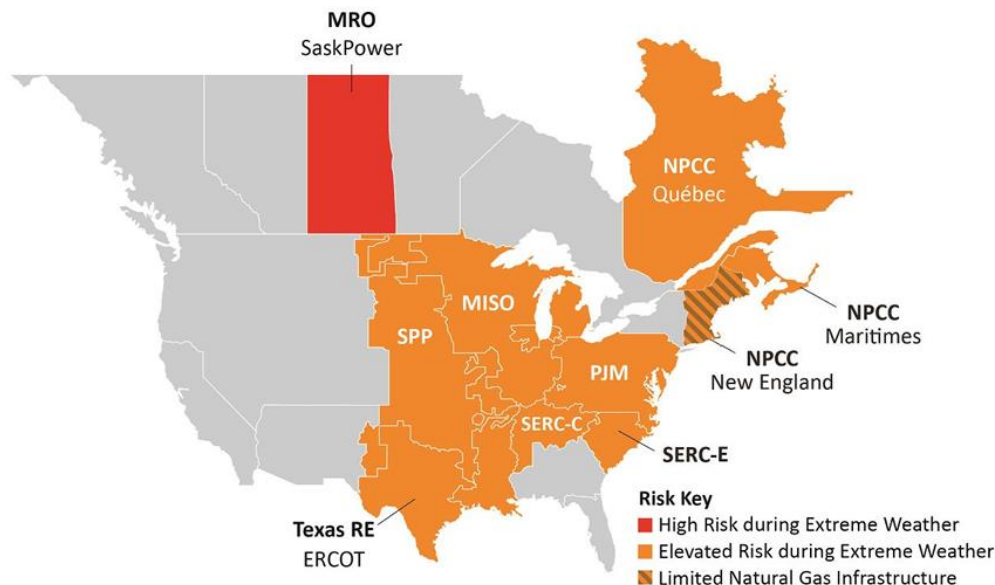 MRO
SaskPower
NPCC
Québec
MISO
SPP
NPCC
Maritimes
NPCC
New England
PJM
SERC-C
SERC-E
Texas RE
ERCOT
Risk Key
High Risk during Extreme Weather
Elevated Risk during Extreme Weather
Limited Natural Gas Infrastructure